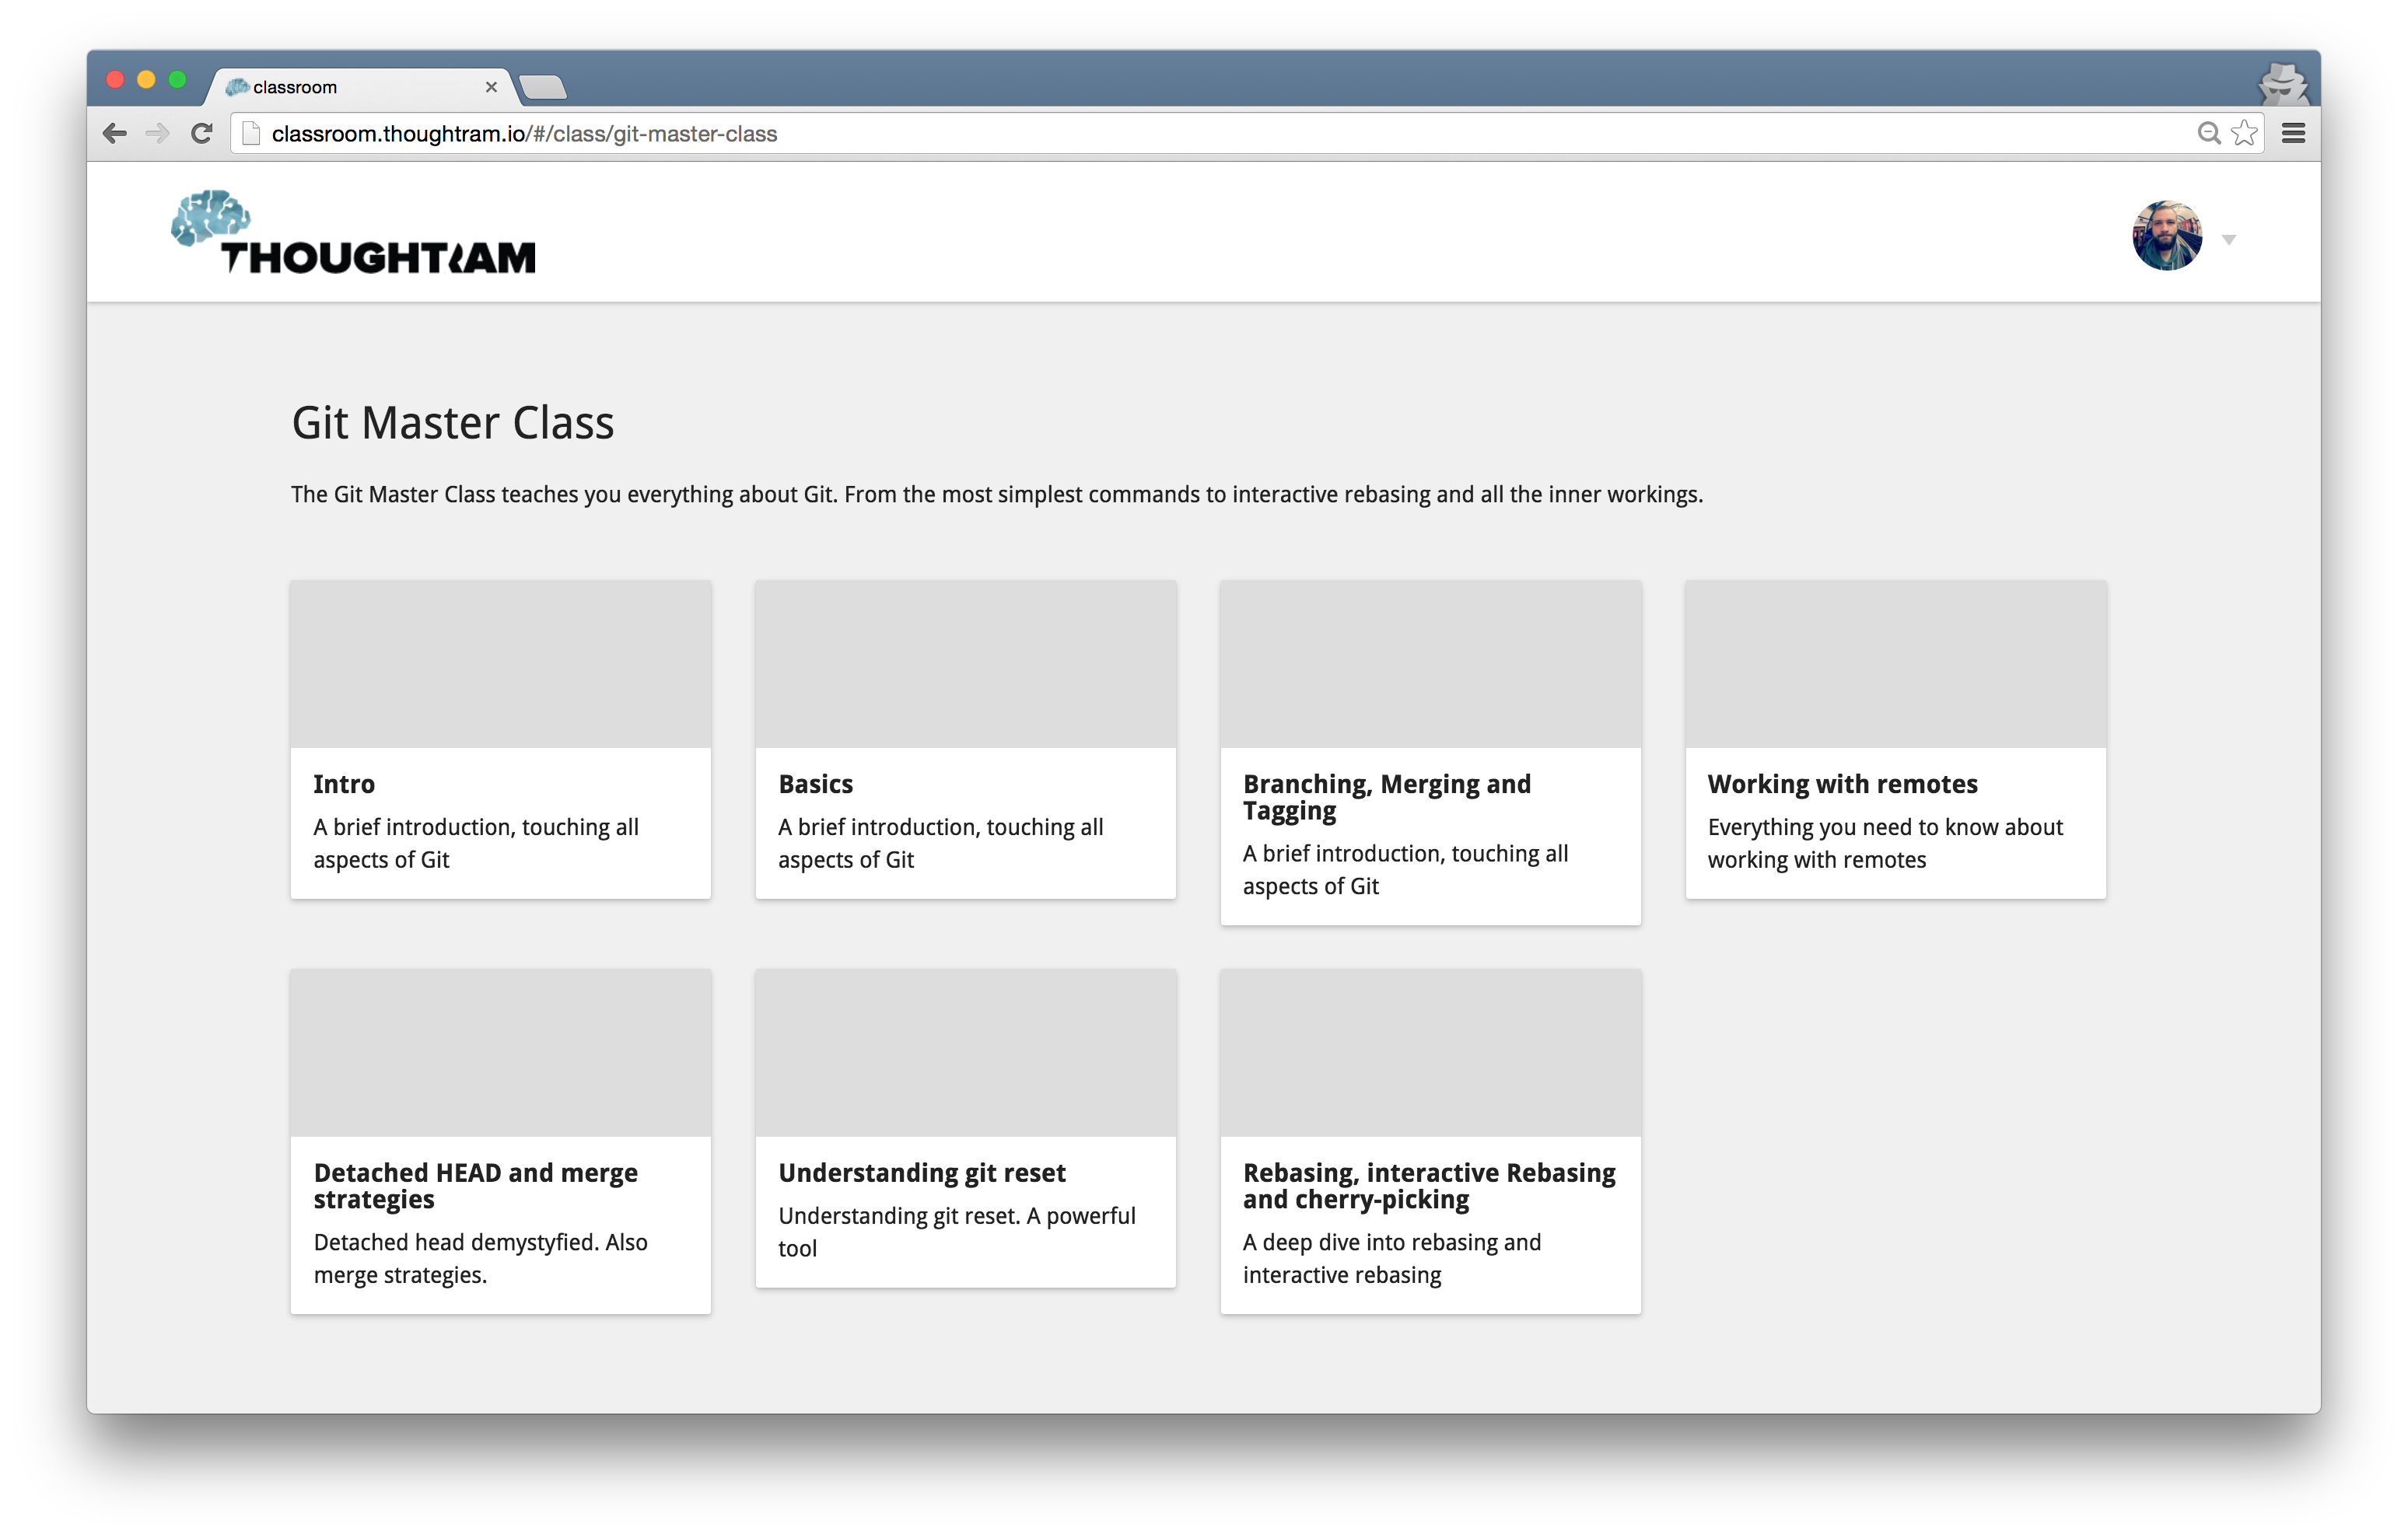 classroom
classroom.thoughtram.io/#/class/git-master-class
THOUGHTRAM
Git Master Class
The Git Master Class teaches you everything about Git. From the most simplest commands to interactive rebasing and all the inner workings.
Intro
A brief introduction, touching all
aspects of Git
Basics
A brief introduction, touching all
aspects of Git
Branching, Merging and
Tagging
A brief introduction, touching all
aspects of Git
Working with remotes
Everything you need to know about
working with remotes
Detached HEAD and merge
strategies
Detached head demystyfied. Also
merge strategies.
Understanding git reset
Understanding git reset. A powerful
tool
Rebasing, interactive Rebasing
and cherry-picking
A deep dive into rebasing and
interactive rebasing